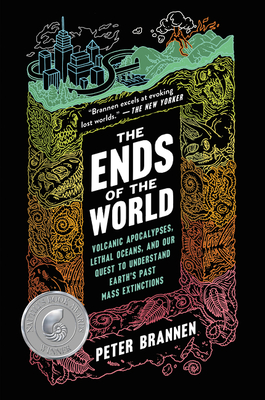 "Brannen excels at evoking
lost worlds." — THE NEW YORKER
THE
ENDS
OF THE
WORLD
VOLCANIC APOCALYPSES,
LETHAL OCEANS, AND OUR
QUEST TO UNDERSTAND
EARTH'S PAST
MASS EXTINCTIONS
PETER BRANNEN
WINNER